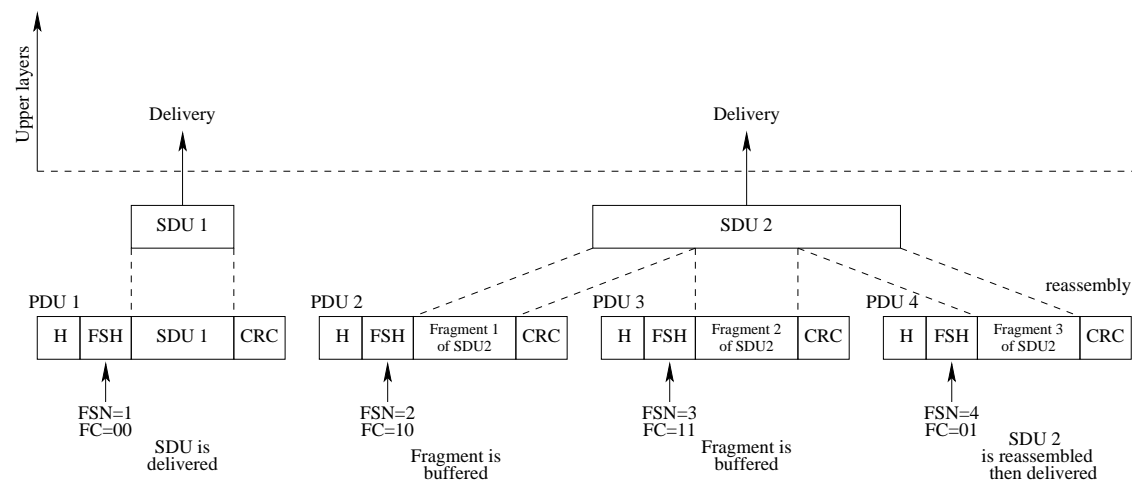 Upper layers
Delivery
Delivery
SDU 1
SDU 2
reassembly
PDU 1
PDU 2
PDU 3
PDU 4
H FSH SDU 1 CRC
H FSH Fragment 1 of SDU2 CRC
H FSH Fragment 2 of SDU2 CRC
H FSH Fragment 3 of SDU2 CRC
FSN=1
FC=00
SDU is
delivered
FSN=2
FC=10
Fragment is
buffered
FSN=3
FC=11
Fragment is
buffered
FSN=4
FC=01
SDU 2
is reassembled
then delivered